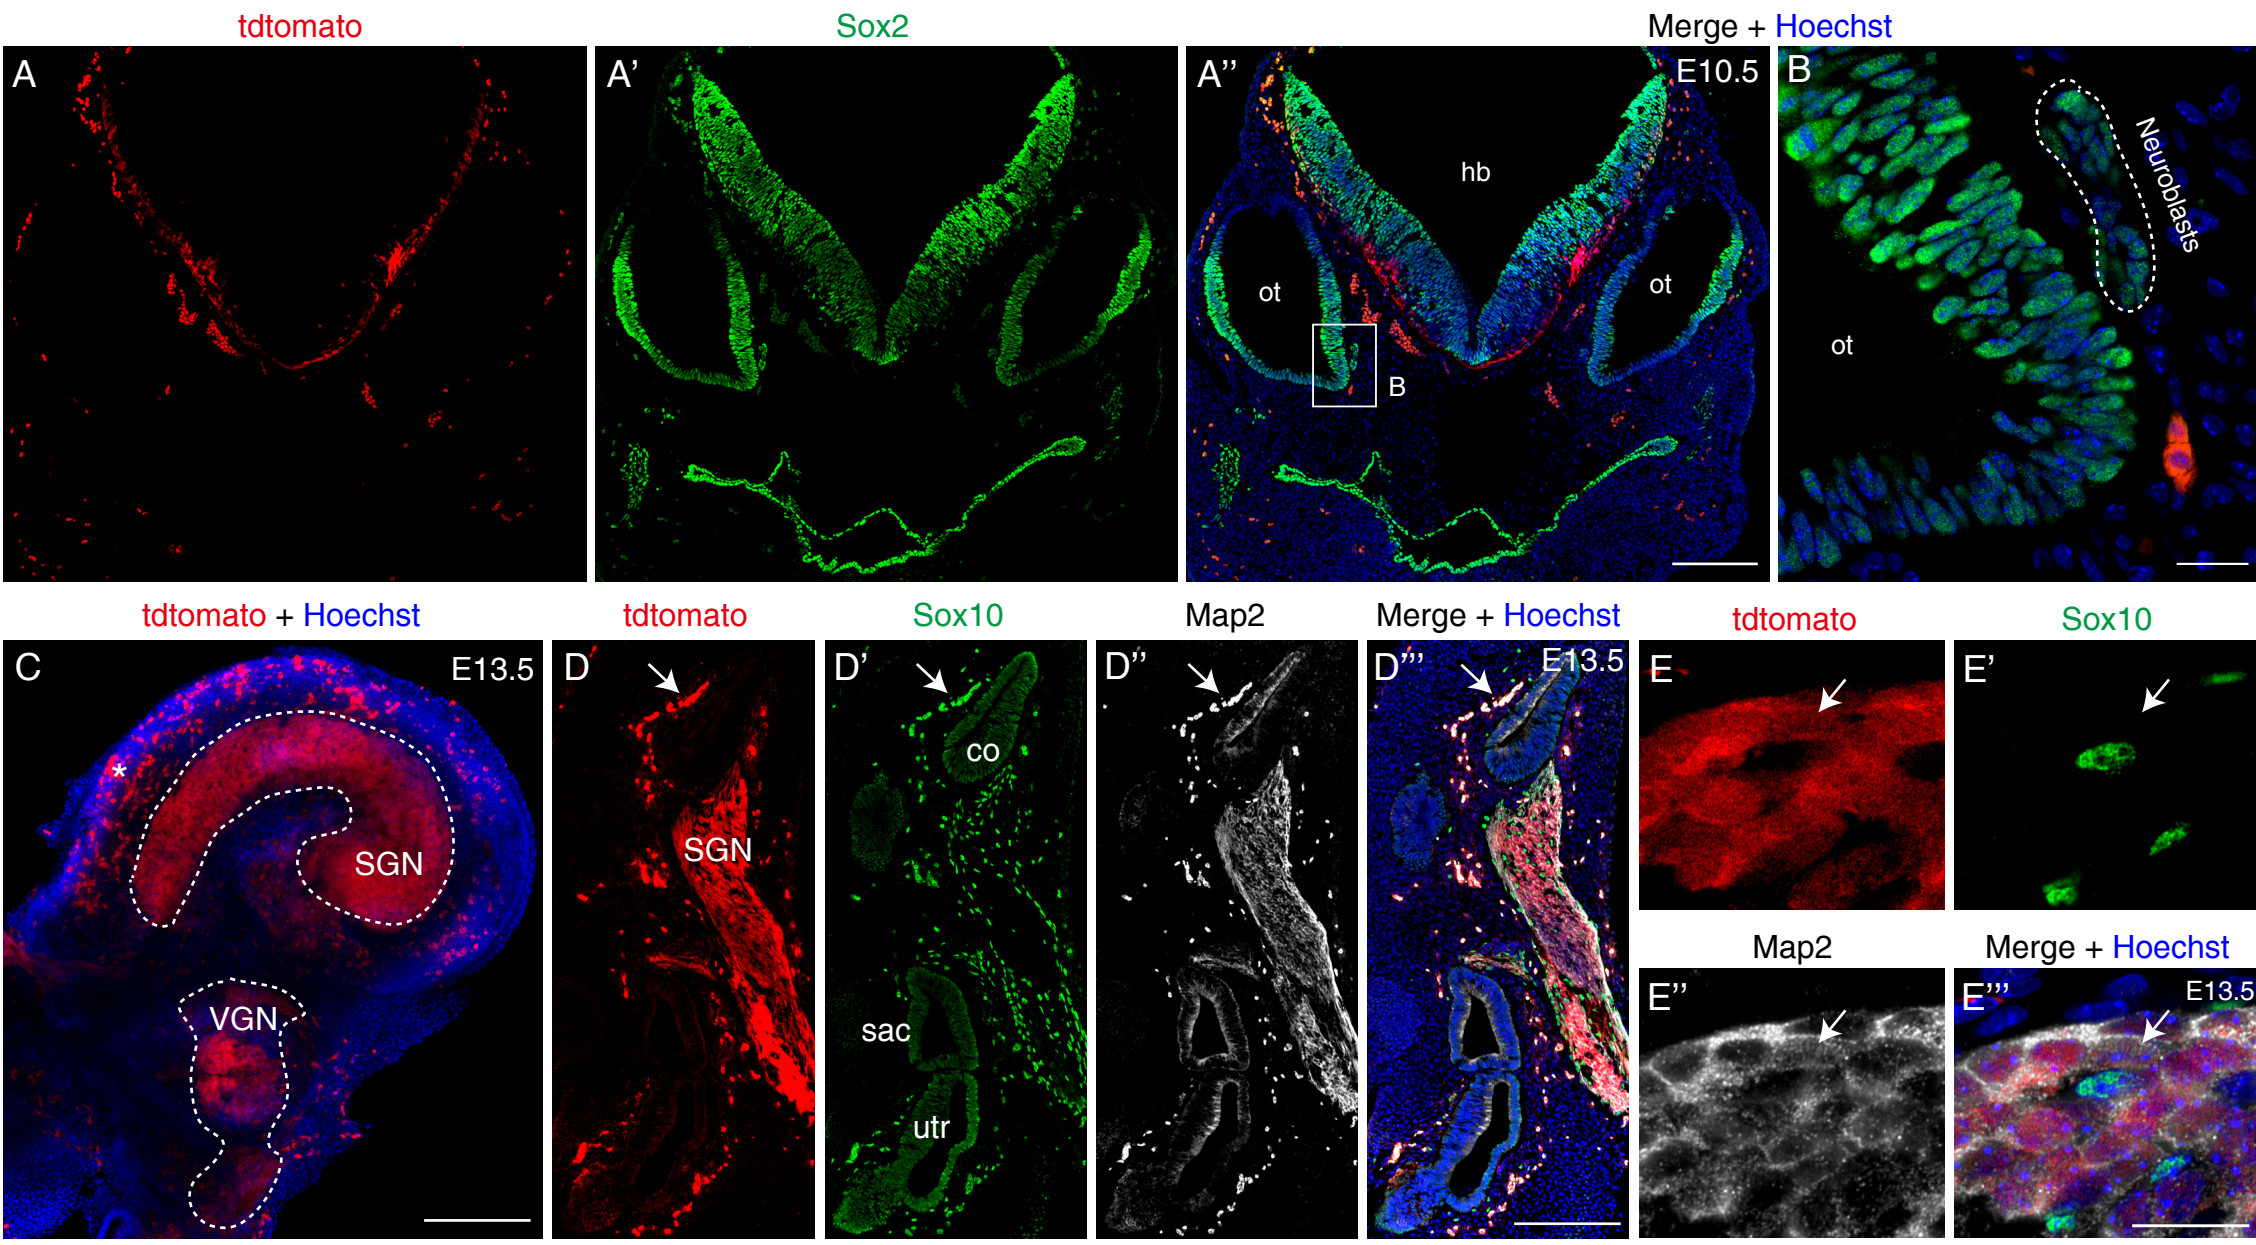 tdtomato
Sox2
Merge + Hoechst
A
A'
A''
E10.5
B
hb
ot
ot
B
ot
Neuroblasts
tdtomato + Hoechst
tdtomato
Sox10
Map2
Merge + Hoechst
tdtomato
Sox10
C
E13.5
*
SGN
VGN
D
SGN
D'
co
sac
utr
D''
D'''
E13.5
E
E'
Map2
Merge + Hoechst
E''
E'''
E13.5